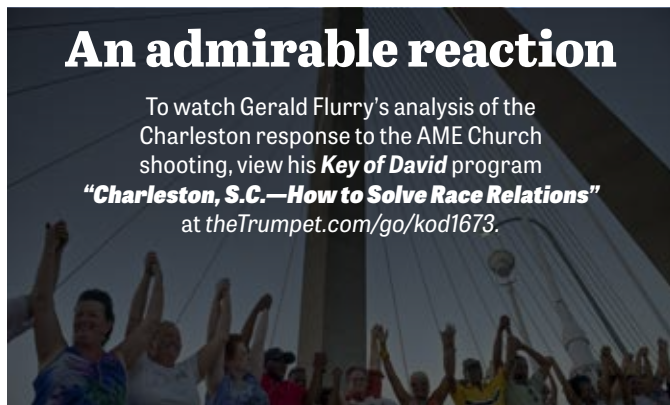 An admirable reaction
To watch Gerald Flurry’s analysis of the
Charleston response to the AME Church
shooting, view his Key of David program
“Charleston, S.C.—How to Solve Race Relations”
at theTrumpet.com/go/kod1673.